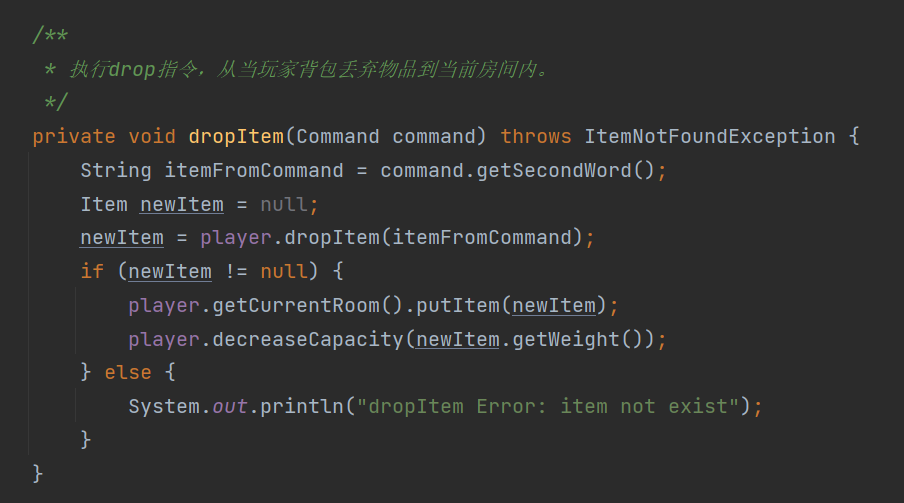 /**
 * 执行drop指令，从当玩家背包丢弃物品到当前房间内。
 */
private void dropItem(Command command) throws ItemNotFoundException {
    String itemFromCommand = command.getSecondWord();
    Item newItem = null;
    newItem = player.dropItem(itemFromCommand);
    if (newItem != null) {
        player.getCurrentRoom().putItem(newItem);
        player.decreaseCapacity(newItem.getWeight());
    } else {
        System.out.println("dropItem Error: item not exist");
    }
}